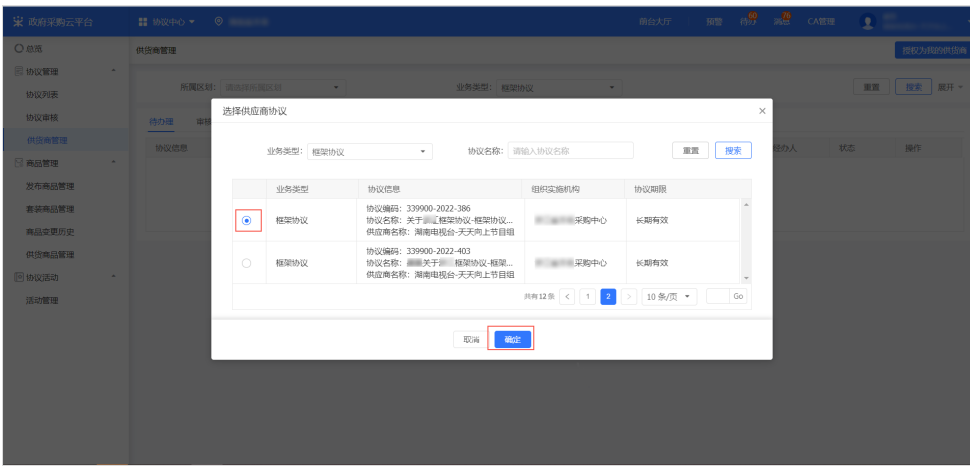 政府采购云平台
协议中心
前台大厅
预警
待办
60
消息
76
CA管理
总览
协议管理
协议列表
协议审核
供货商管理
商品管理
发布商品管理
套装商品管理
商品变更历史
供货商品管理
协议活动
活动管理
供货商管理
授权为我的供货商
所属区划:
业务类型: 框架协议
重置
搜索
展开
待办理
审核
协议信息
经办人
状态
操作
选择供应商协议
业务类型: 框架协议
协议名称: 请输入协议名称
重置
搜索
业务类型 协议信息 组织实施机构 协议期限
协议编码: 339900-2022-386
框架协议
协议名称: 关于 框架协议-框架协议...
采购中心
长期有效
供应商名称: 湖南电视台-天天向上节目组
协议编码: 339900-2022-403
框架协议
协议名称: 关于 框架协议-框架...
采购中心
长期有效
供应商名称: 湖南电视台-天天向上节目组
共有 12 条 < 1 2 > 10 条/页 Go
取消
确定